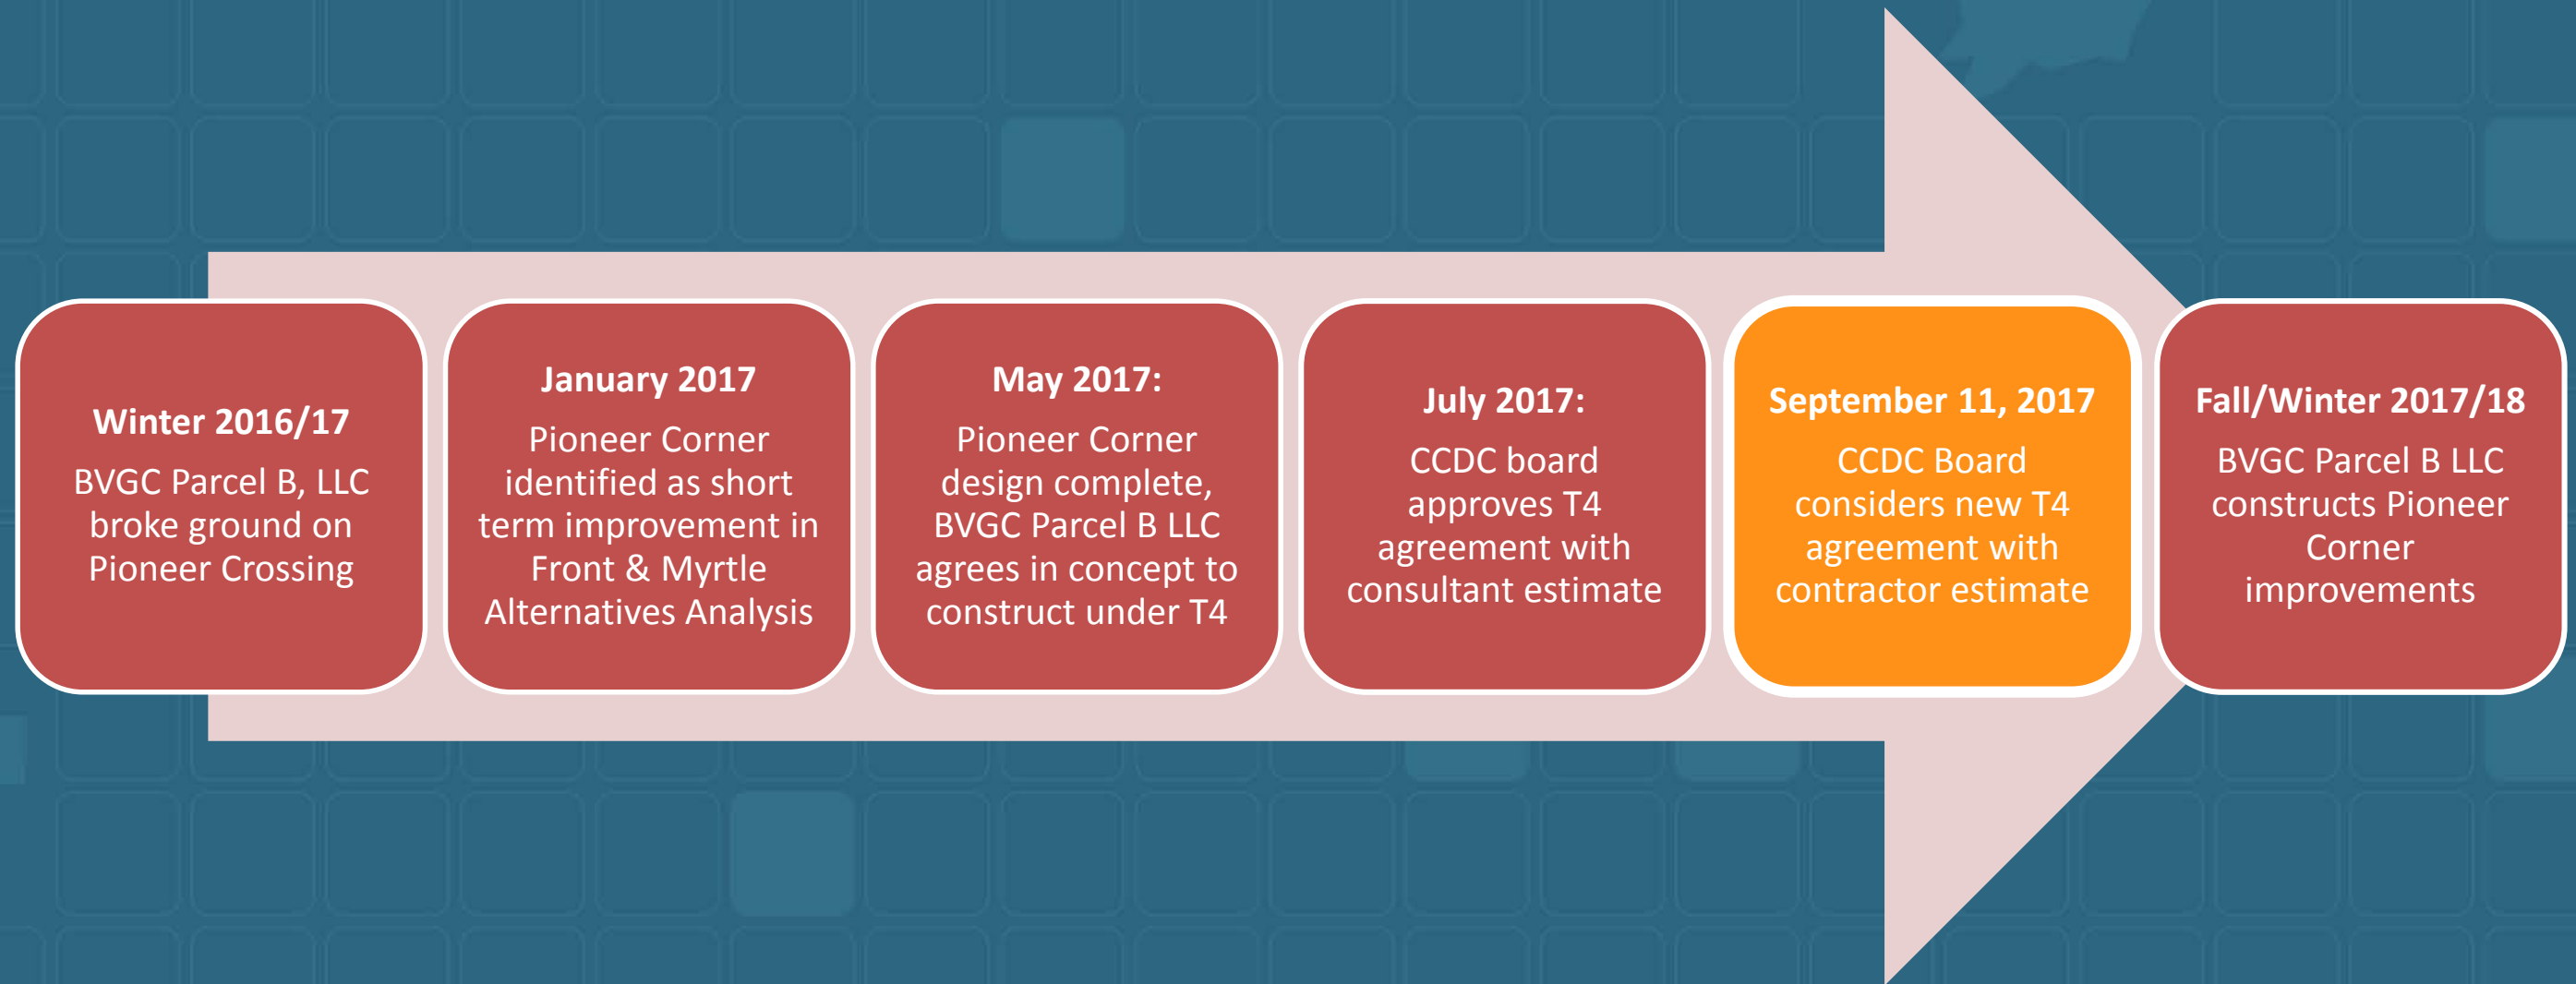 Winter 2016/17
BVGC Parcel B, LLC
broke ground on
Pioneer Crossing
January 2017
Pioneer Corner
identified as short
term improvement in
Front & Myrtle
Alternatives Analysis
May 2017:
Pioneer Corner
design complete,
BVGC Parcel B LLC
agrees in concept to
construct under T4
July 2017:
CCDC board
approves T4
agreement with
consultant estimate
September 11, 2017
CCDC Board
considers new T4
agreement with
contractor estimate
Fall/Winter 2017/18
BVGC Parcel B LLC
constructs Pioneer
Corner
improvements